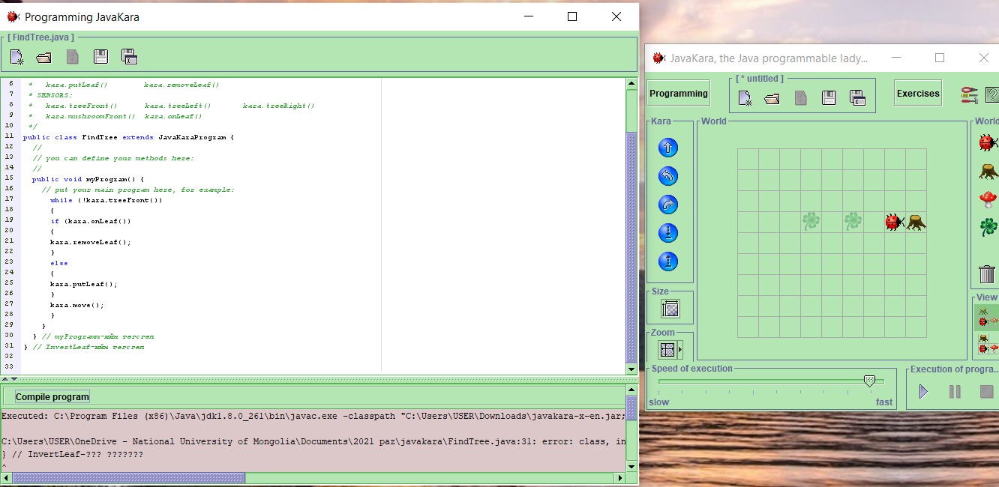 Programming JavaKara
[ FindTree.java ]
6 *   kara.putLeaf()        kara.removeLeaf()
7 * SENSORS:
8 *   kara.treeFront()      kara.treeLeft()       kara.treeRight()
9 *   kara.mushroomFront()  kara.onLeaf()
10 */
11 public class FindTree extends JavaKaraProgram {
12 //
13 // you can define your methods here:
14 //
15 public void myProgram() {
16 // put your main program here, for example:
17 while (!kara.treeFront())
18 {
19 if (kara.onLeaf())
20 {
21 kara.removeLeaf();
22 }
23 else
24 {
25 kara.putLeaf();
26 }
27 kara.move();
28 }
29 }
30 } // myProgramm-ийн төгсгөл
31 } // InvertLeaf-ийн төгсгөл
32
33
Compile program
Executed: C:\Program Files (x86)\Java\jdk1.8.0_261\bin\javac.exe -classpath "C:\Users\USER\Downloads\javakara-x-en.jar;
C:\Users\USER\OneDrive - National University of Mongolia\Documents\2021 paz\javakara\FindTree.java:31: error: class, in
} // InvertLeaf-??? ???????
^
JavaKara, the Java programmable lady...
Programming
[ * untitled ]
Exercises
Kara
World
World
Size
View
Zoom
Speed of execution
slow
fast
Execution of progra...